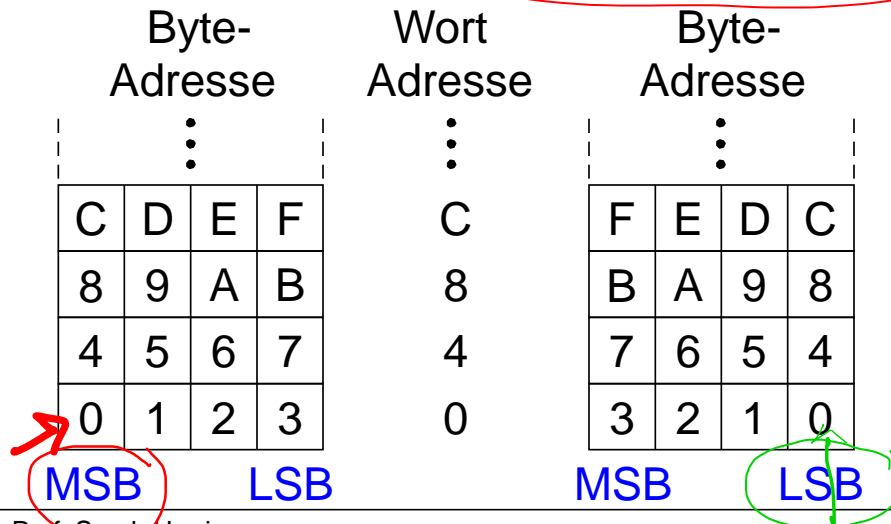 Byte- Wort Byte-
Adresse Adresse Adresse
C D E F C F E D C
8 9 A B 8 B A 9 8
4 5 6 7 4 7 6 5 4
0 1 2 3 0 3 2 1 0
MSB LSB MSB LSB